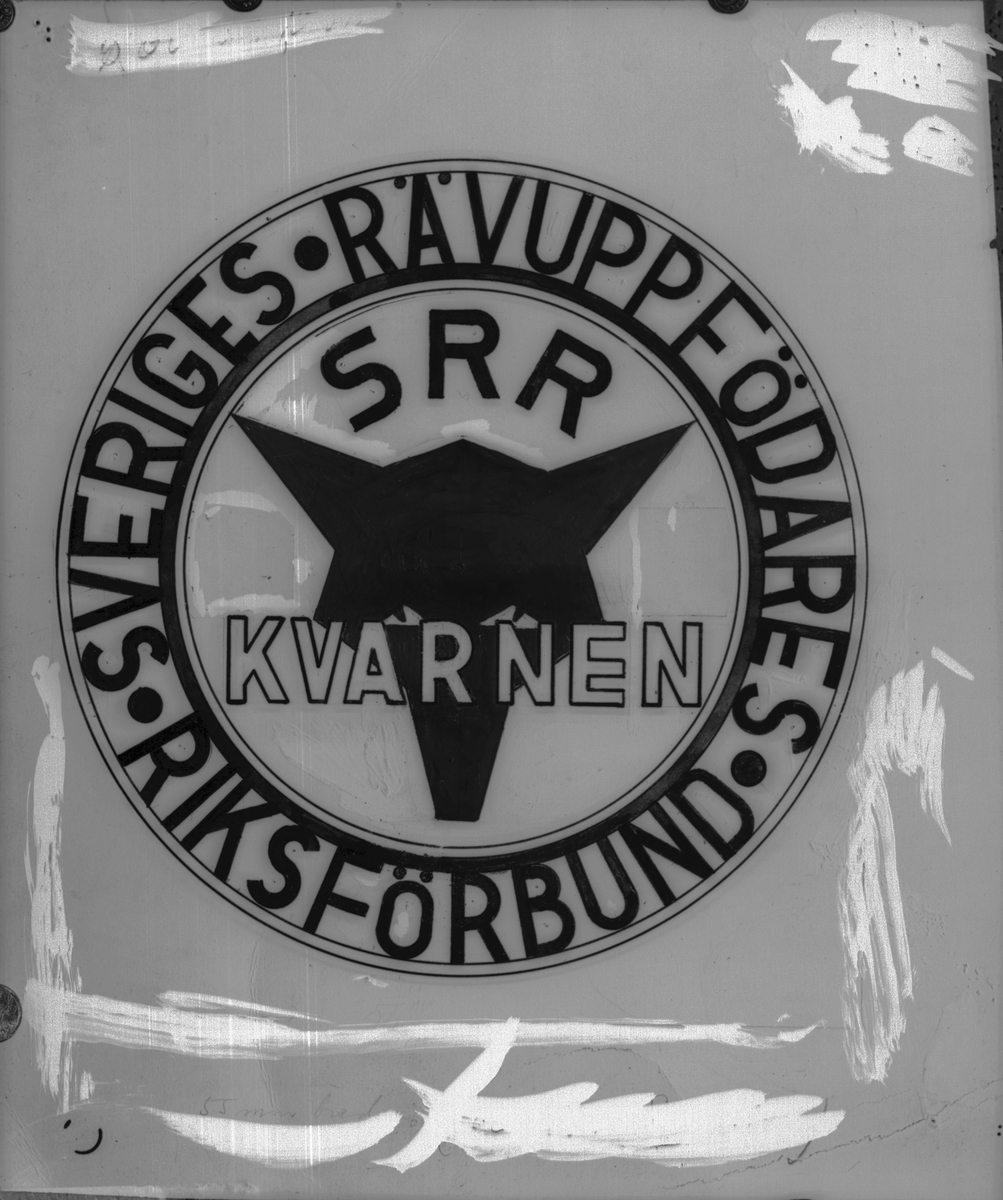 SVERIGES • RÄVUPPFÖDARES • RIKSFÖRBUND •
SRR
KVARNEN